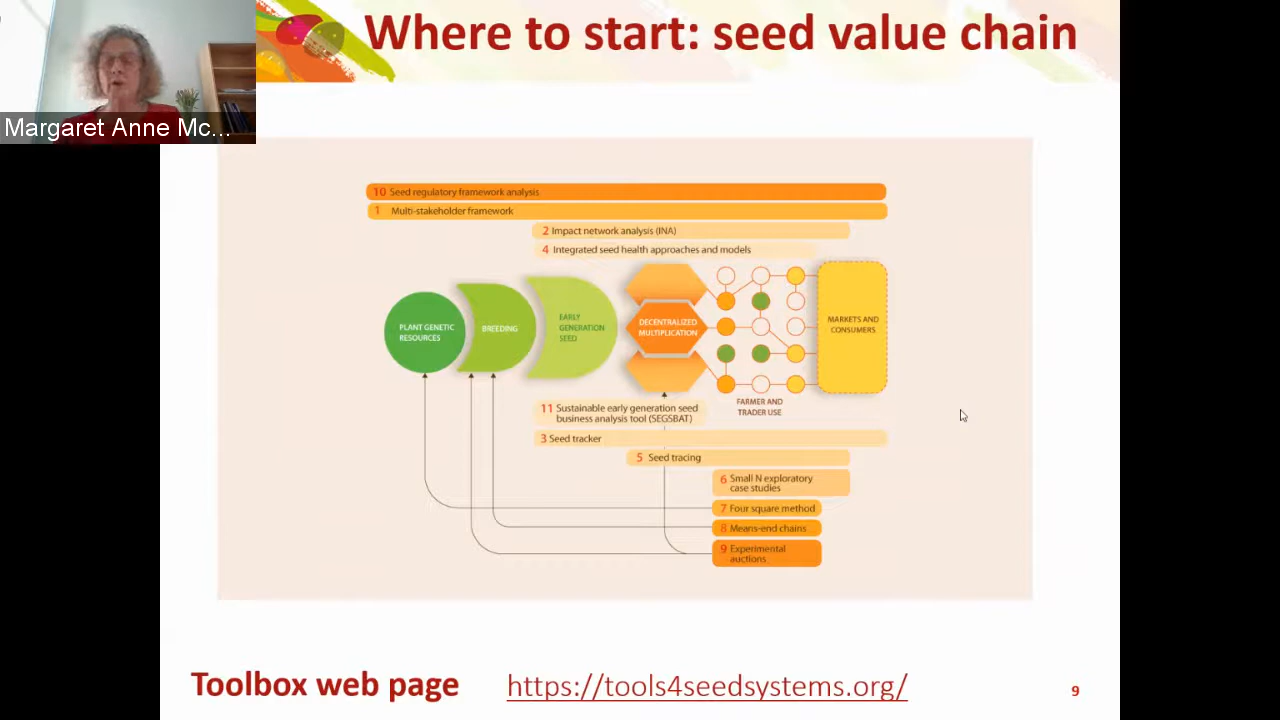 Where to start: seed value chain
Margaret Anne Mc...
10 Seed regulatory framework analysis
1 Multi-stakeholder framework
2 Impact network analysis (INA)
4 Integrated seed health approaches and models
PLANT GENETIC
RESOURCES
BREEDING
EARLY
GENERATION
SEED
DECENTRALIZED
MULTIPLICATION
MARKETS AND
CONSUMERS
FARMER AND
TRADER USE
11 Sustainable early generation seed
business analysis tool (SEGSBAT)
3 Seed tracker
5 Seed tracing
6 Small N exploratory
case studies
7 Four square method
8 Means-end chains
9 Experimental
auctions
Toolbox web page https://tools4seedsystems.org/
9